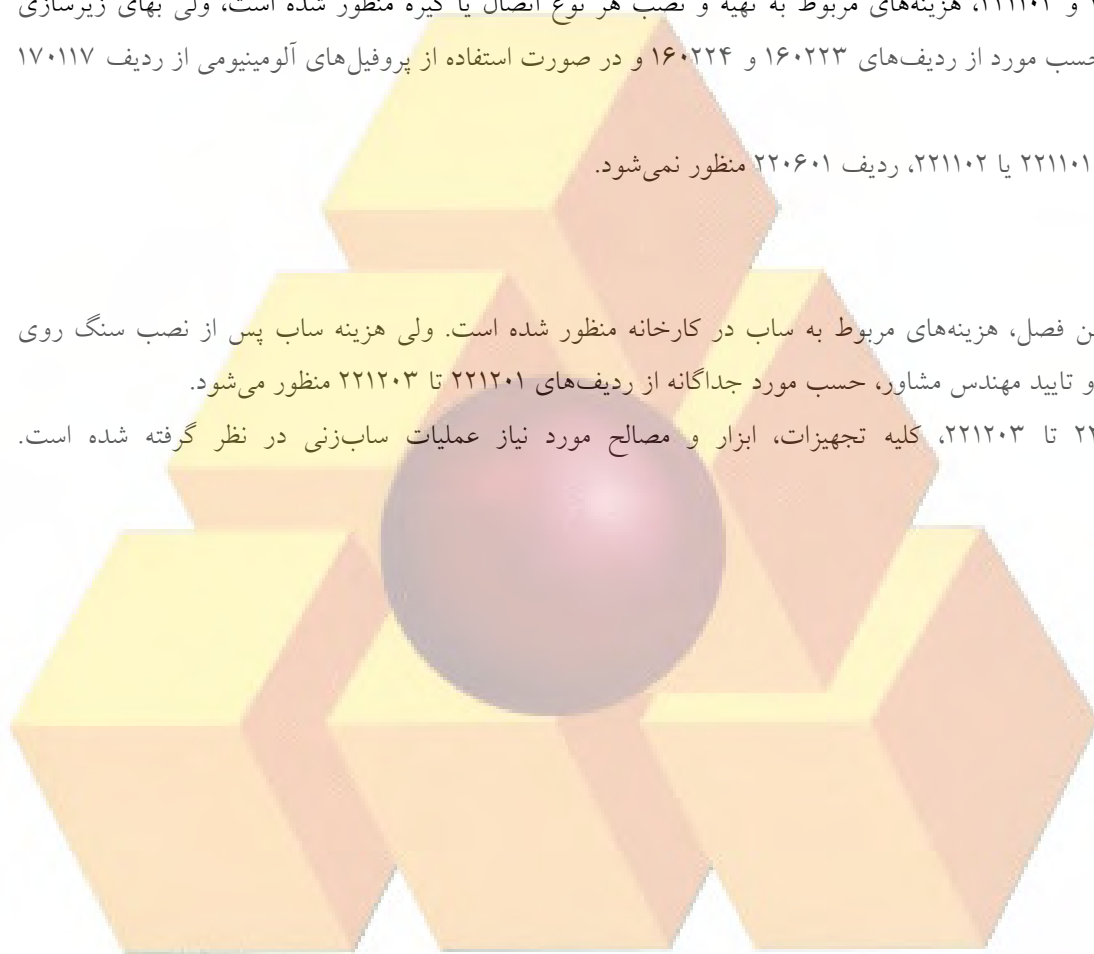 و ۲۲۱۱۰۲، هزینه‌های مربوط به تهیه و نصب هر نوع اتصال یا گیره منظور شده است، ولی بهای زیرسازی
حسب مورد از ردیف‌های ۱۶۰۲۲۳ و ۱۶۰۲۲۴ و در صورت استفاده از پروفیل‌های آلومینیومی از ردیف ۱۷۰۱۱۷
۲۲۱۱۰۱ یا ۲۲۱۱۰۲، ردیف ۲۲۰۶۰۱ منظور نمی‌شود.
ن فصل، هزینه‌های مربوط به ساب در کارخانه منظور شده است. ولی هزینه ساب پس از نصب سنگ روی
و تایید مهندس مشاور، حسب مورد جداگانه از ردیف‌های ۲۲۱۲۰۱ تا ۲۲۱۲۰۳ منظور می‌شود.
۲۲ تا ۲۲۱۲۰۳، کلیه تجهیزات، ابزار و مصالح مورد نیاز عملیات ساب‌زنی در نظر گرفته شده است.